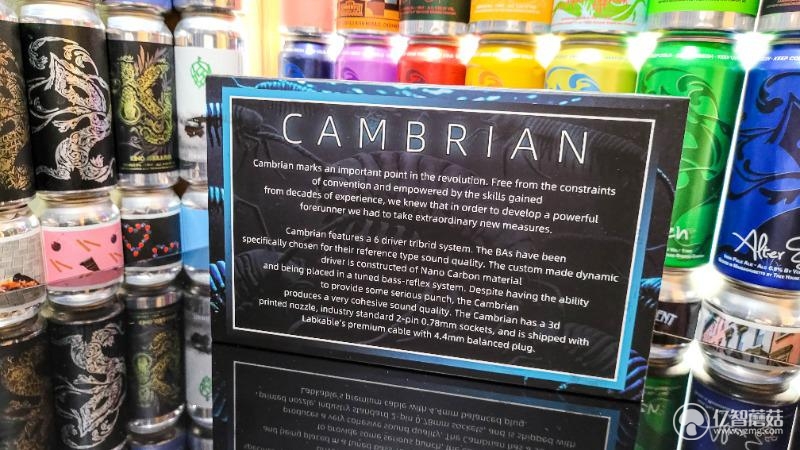 CAMBRIAN
Cambrian marks an important point in the revolution. Free from the constraints
of convention and empowered by the skills gained
from decades of experience, we knew that in order to develop a powerful
forerunner we had to take extraordinary new measures.
Cambrian features a 6 driver tribrid system. The BAs have been
specifically chosen for their reference type sound quality. The custom made dynamic
driver is constructed of Nano Carbon material
and being placed in a tuned bass-reflex system. Despite having the ability
to provide some serious punch, the Cambrian
produces a very cohesive sound quality. The Cambrian has a 3d
printed nozzle, industry standard 2-pin 0.78mm sockets, and is shipped with
Labkable's premium cable with 4.4mm balanced plug.
Alter
亿智蘑菇
www.yzmg.com